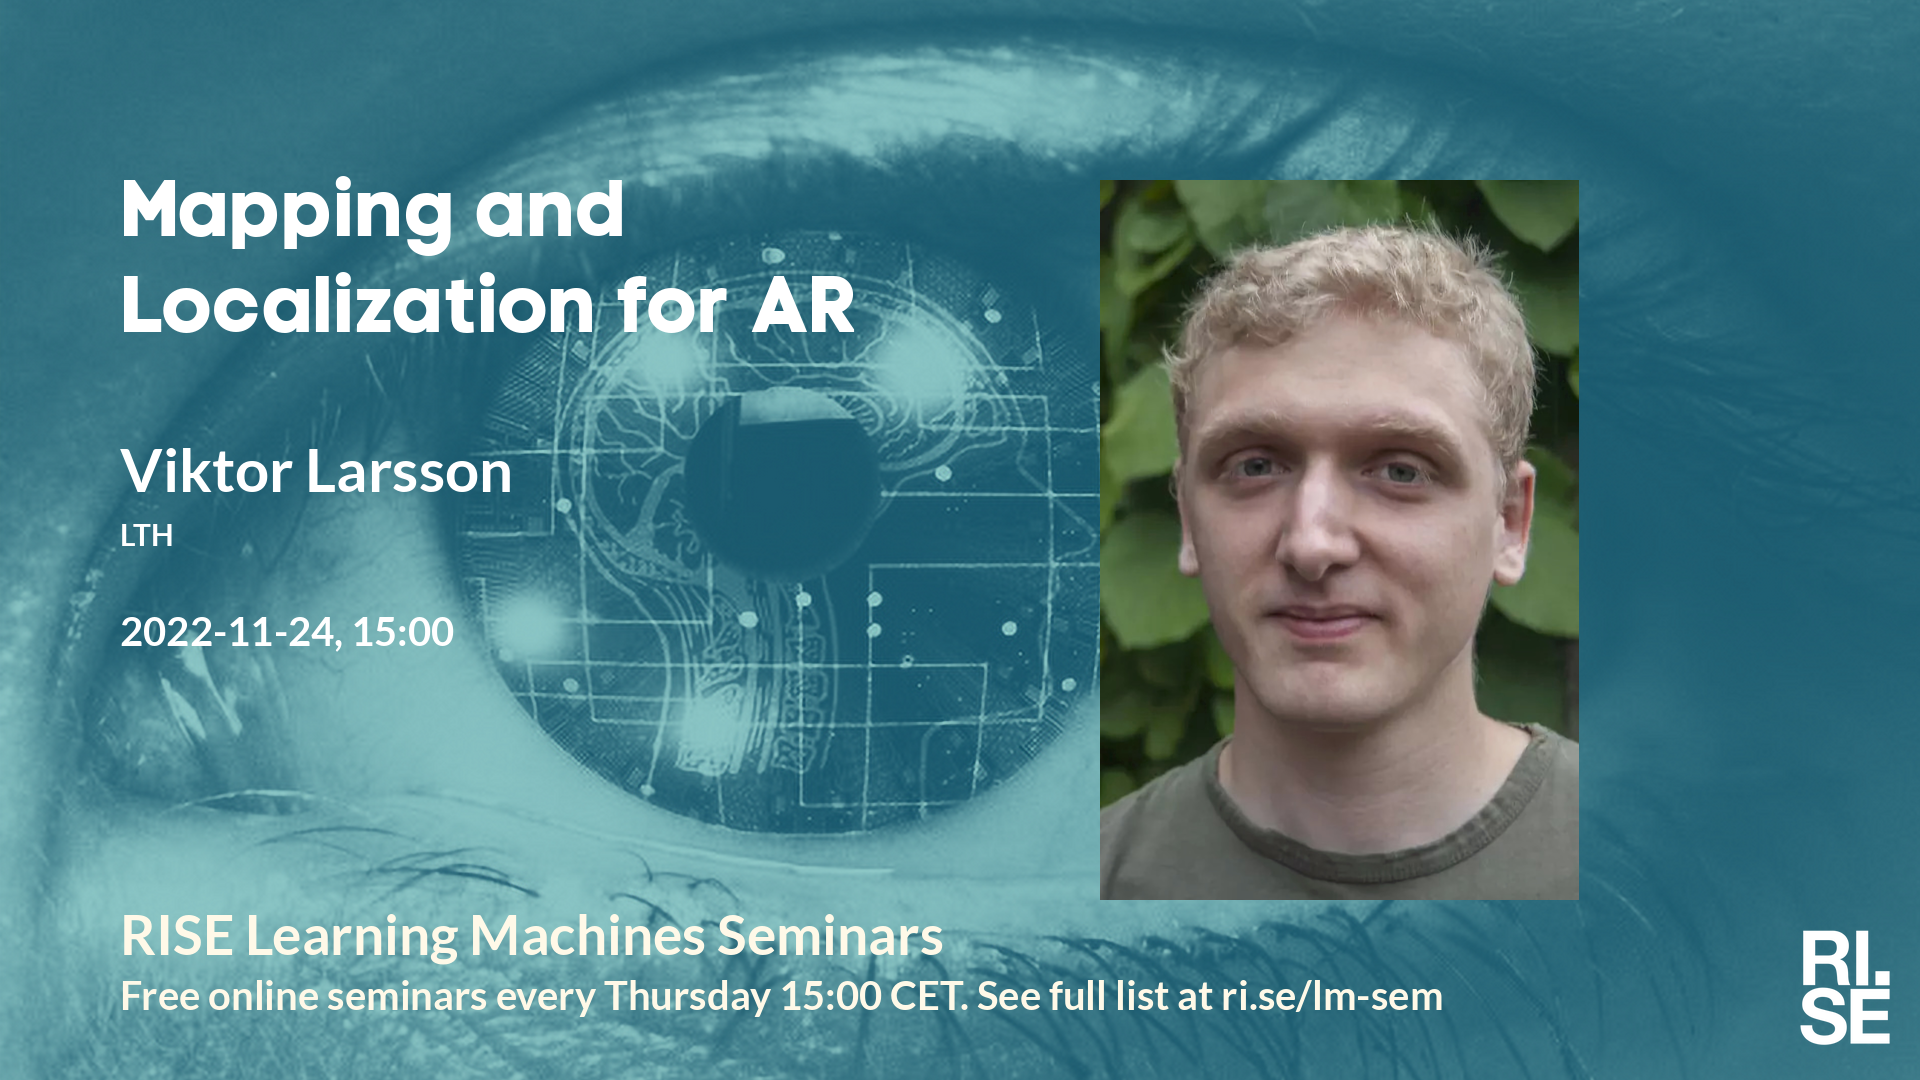 Mapping and
Localization for AR
Viktor Larsson
LTH
2022-11-24, 15:00
RISE Learning Machines Seminars
Free online seminars every Thursday 15:00 CET. See full list at ri.se/lm-sem
RI.
SE